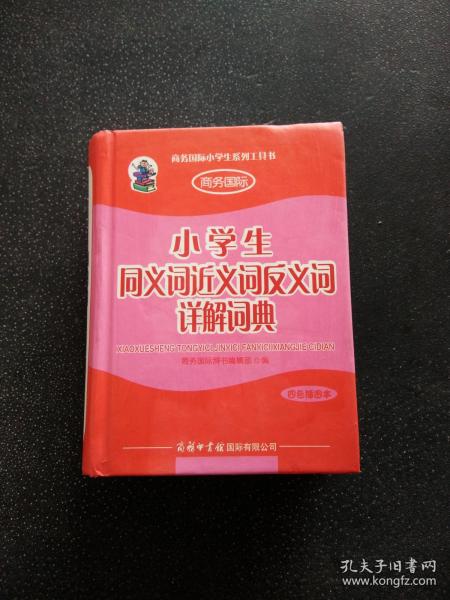 商务国际小学生系列工具书
商务国际
小学生
同义词近义词反义词
详解词典
XIAOXUESHENG TONGYICI JINYICI FANYICI XIANGJIE CIDIAN
商务国际辞书编辑部◎编
四色插图本
商务印书馆国际有限公司
孔夫子旧书网
www.kongfz.com